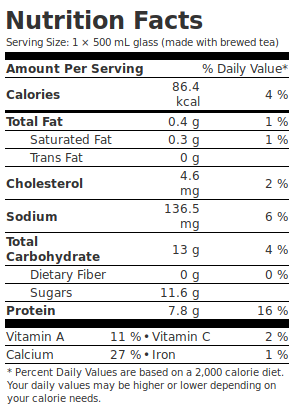 Nutrition Facts
Serving Size: 1 × 500 mL glass (made with brewed tea)
Amount Per Serving % Daily Value*
Calories 86.4 kcal 4 %
Total Fat 0.4 g 1 %
Saturated Fat 0.3 g 1 %
Trans Fat 0 g
Cholesterol 4.6 mg 2 %
Sodium 136.5 mg 6 %
Total Carbohydrate 13 g 4 %
Dietary Fiber 0 g 0 %
Sugars 11.6 g
Protein 7.8 g 16 %
Vitamin A 11 % • Vitamin C 2 %
Calcium 27 % • Iron 1 %
* Percent Daily Values are based on a 2,000 calorie diet.
Your daily values may be higher or lower depending on
your calorie needs.